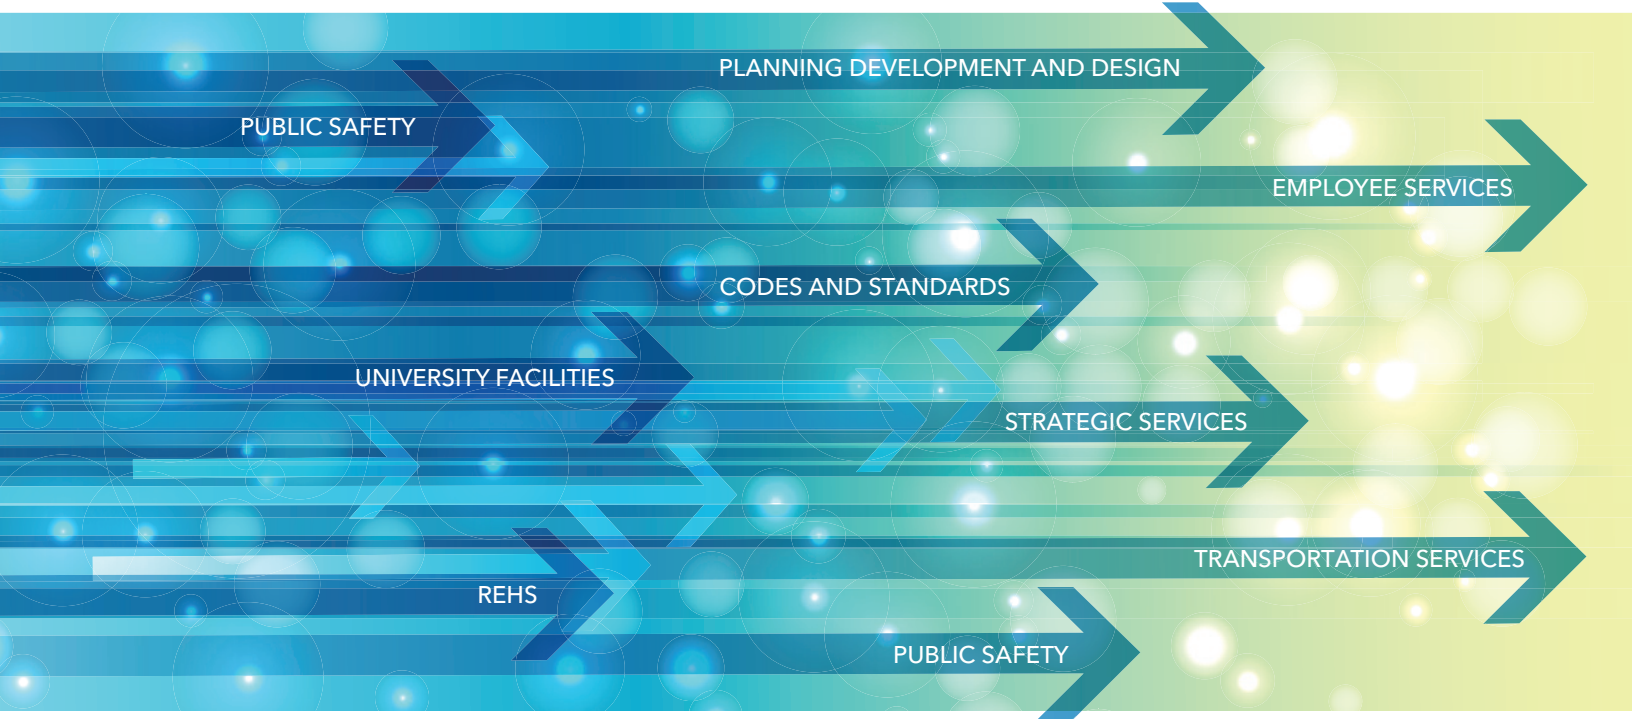 PLANNING DEVELOPMENT AND DESIGN
PUBLIC SAFETY
EMPLOYEE SERVICES
CODES AND STANDARDS
UNIVERSITY FACILITIES
STRATEGIC SERVICES
TRANSPORTATION SERVICES
REHS
PUBLIC SAFETY